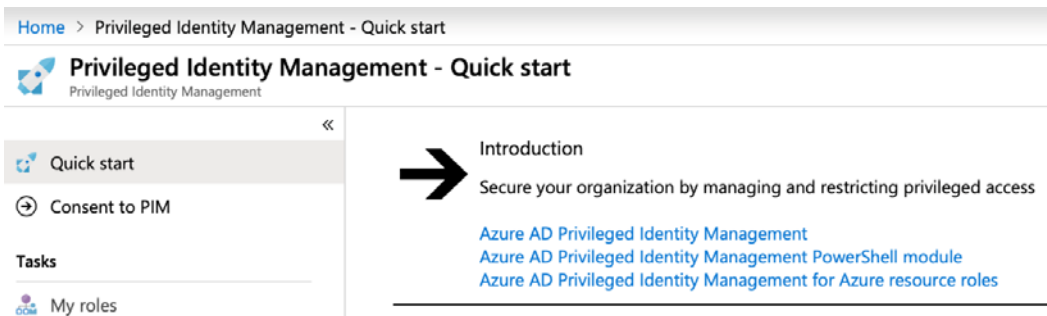 Home > Privileged Identity Management - Quick start
Privileged Identity Management - Quick start
Privileged Identity Management
«
Quick start
Consent to PIM
Tasks
My roles
Introduction
Secure your organization by managing and restricting privileged access
Azure AD Privileged Identity Management
Azure AD Privileged Identity Management PowerShell module
Azure AD Privileged Identity Management for Azure resource roles